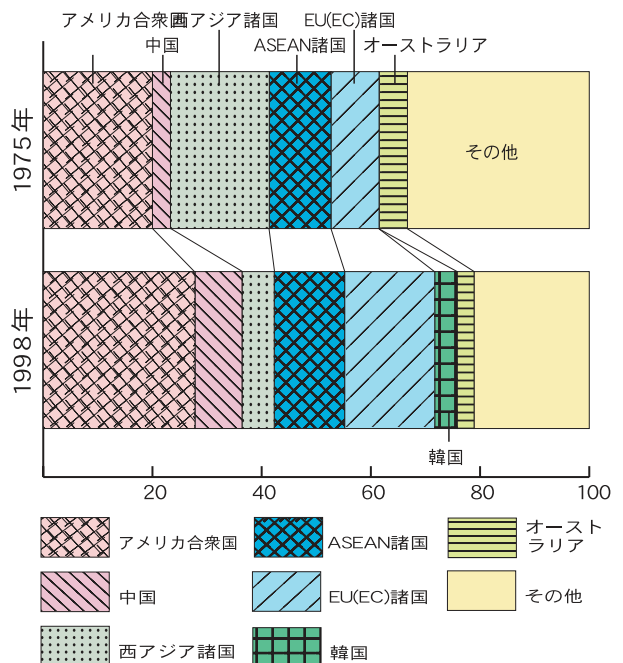 アメリカ合衆国
西アジア諸国
EU(EC)諸国
中国
ASEAN諸国
オーストラリア
1975年
その他
1998年
韓国
20 40 60 80 100
アメリカ合衆国
ASEAN諸国
オースト
ラリア
中国
EU(EC)諸国
その他
西アジア諸国
韓国